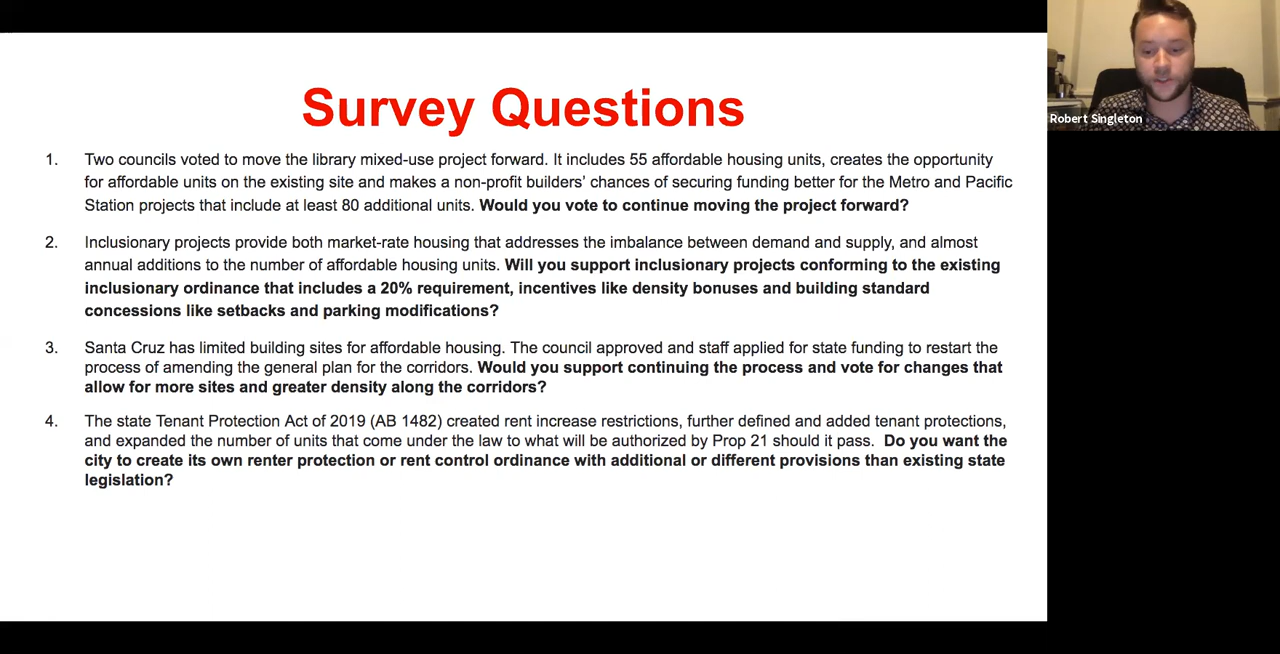 Survey Questions
1. Two councils voted to move the library mixed-use project forward. It includes 55 affordable housing units, creates the opportunity
for affordable units on the existing site and makes a non-profit builders’ chances of securing funding better for the Metro and Pacific
Station projects that include at least 80 additional units. Would you vote to continue moving the project forward?
2. Inclusionary projects provide both market-rate housing that addresses the imbalance between demand and supply, and almost
annual additions to the number of affordable housing units. Will you support inclusionary projects conforming to the existing
inclusionary ordinance that includes a 20% requirement, incentives like density bonuses and building standard
concessions like setbacks and parking modifications?
3. Santa Cruz has limited building sites for affordable housing. The council approved and staff applied for state funding to restart the
process of amending the general plan for the corridors. Would you support continuing the process and vote for changes that
allow for more sites and greater density along the corridors?
4. The state Tenant Protection Act of 2019 (AB 1482) created rent increase restrictions, further defined and added tenant protections,
and expanded the number of units that come under the law to what will be authorized by Prop 21 should it pass. Do you want the
city to create its own renter protection or rent control ordinance with additional or different provisions than existing state
legislation?
Robert Singleton